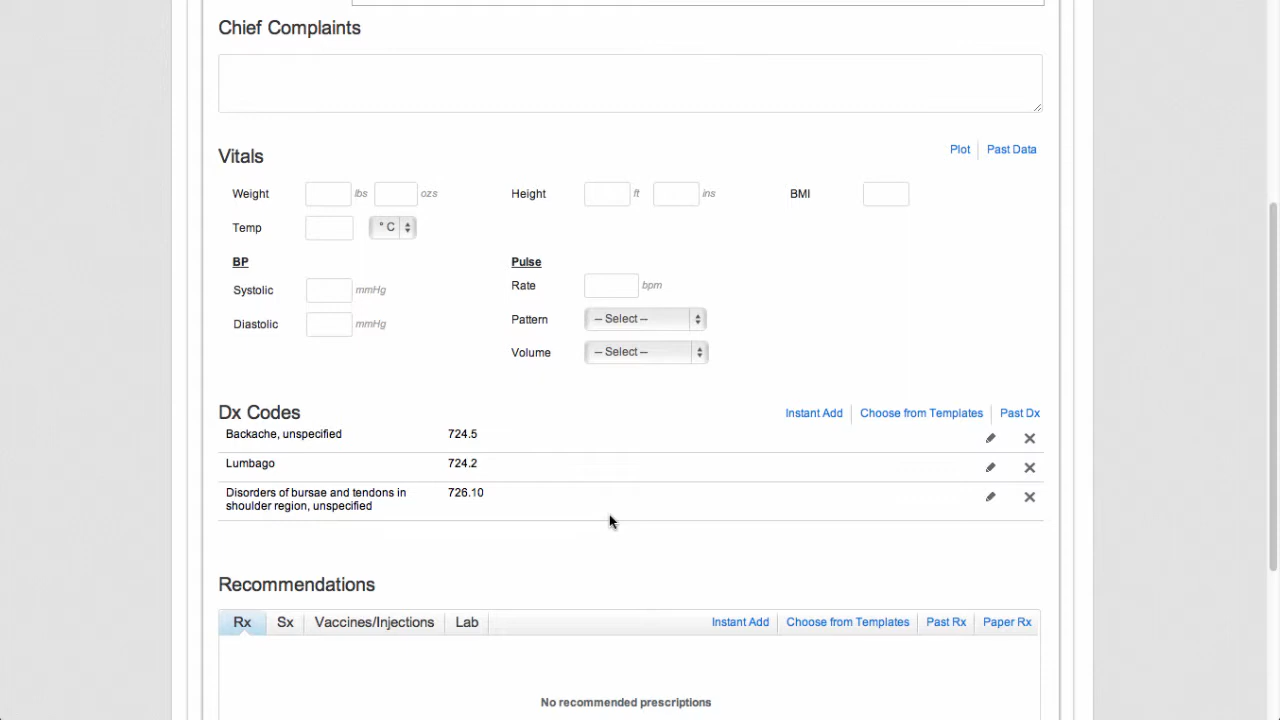 Chief Complaints
Vitals
Plot Past Data
Weight lbs ozs Height ft ins BMI
Temp ° C
BP Pulse
Systolic mmHg Rate bpm
Diastolic mmHg Pattern -- Select --
Volume -- Select --
Dx Codes Instant Add Choose from Templates Past Dx
Backache, unspecified 724.5
Lumbago 724.2
Disorders of bursae and tendons in 726.10
shoulder region, unspecified
Recommendations
Rx Sx Vaccines/Injections Lab Instant Add Choose from Templates Past Rx Paper Rx
No recommended prescriptions